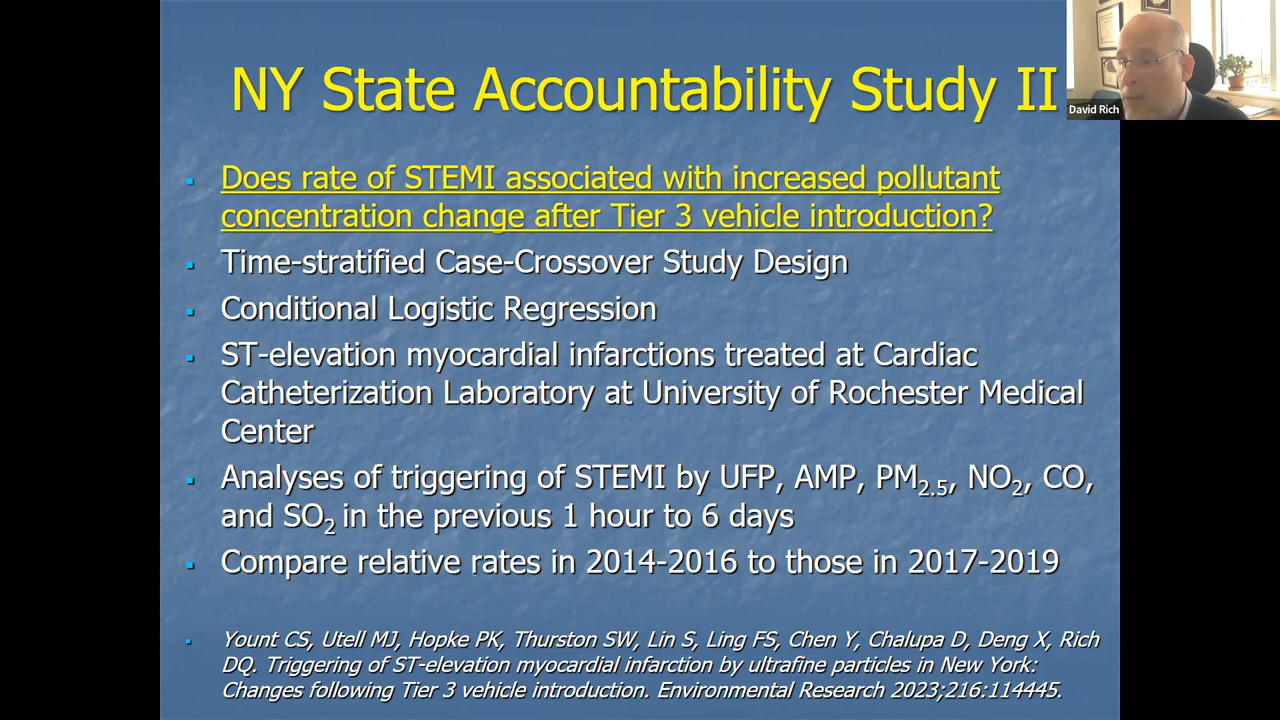 NY State Accountability Study II
David Rich
▪ Does rate of STEMI associated with increased pollutant
concentration change after Tier 3 vehicle introduction?
▪ Time-stratified Case-Crossover Study Design
▪ Conditional Logistic Regression
▪ ST-elevation myocardial infarctions treated at Cardiac
Catheterization Laboratory at University of Rochester Medical
Center
▪ Analyses of triggering of STEMI by UFP, AMP, PM2.5, NO2, CO,
and SO2 in the previous 1 hour to 6 days
▪ Compare relative rates in 2014-2016 to those in 2017-2019
▪ Yount CS, Utell MJ, Hopke PK, Thurston SW, Lin S, Ling FS, Chen Y, Chalupa D, Deng X, Rich
DQ. Triggering of ST-elevation myocardial infarction by ultrafine particles in New York:
Changes following Tier 3 vehicle introduction. Environmental Research 2023;216:114445.